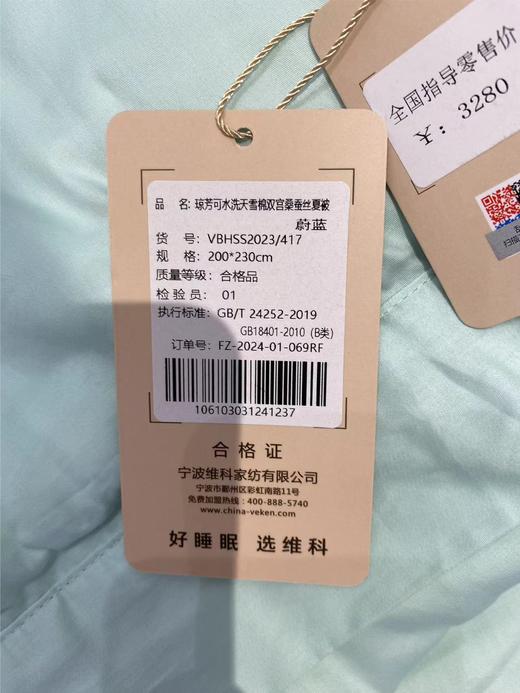 全国指导零售价
天: 3280
品 名: 琼芳可水洗天雪棉双宫桑蚕丝夏被
蔚蓝
货 号: VBHSS2023/417
规 格: 200*230cm
质量等级: 合格品
检 验 员: 01
执行标准: GB/T 24252-2019
GB18401-2010 (B类)
订单号: FZ-2024-01-069RF
106103031241237
合格证
宁波维科家纺有限公司
宁波市鄞州区彩虹南路11号
免费加盟热线: 400-888-5740
www.china-veken.com
好睡眠 选维科